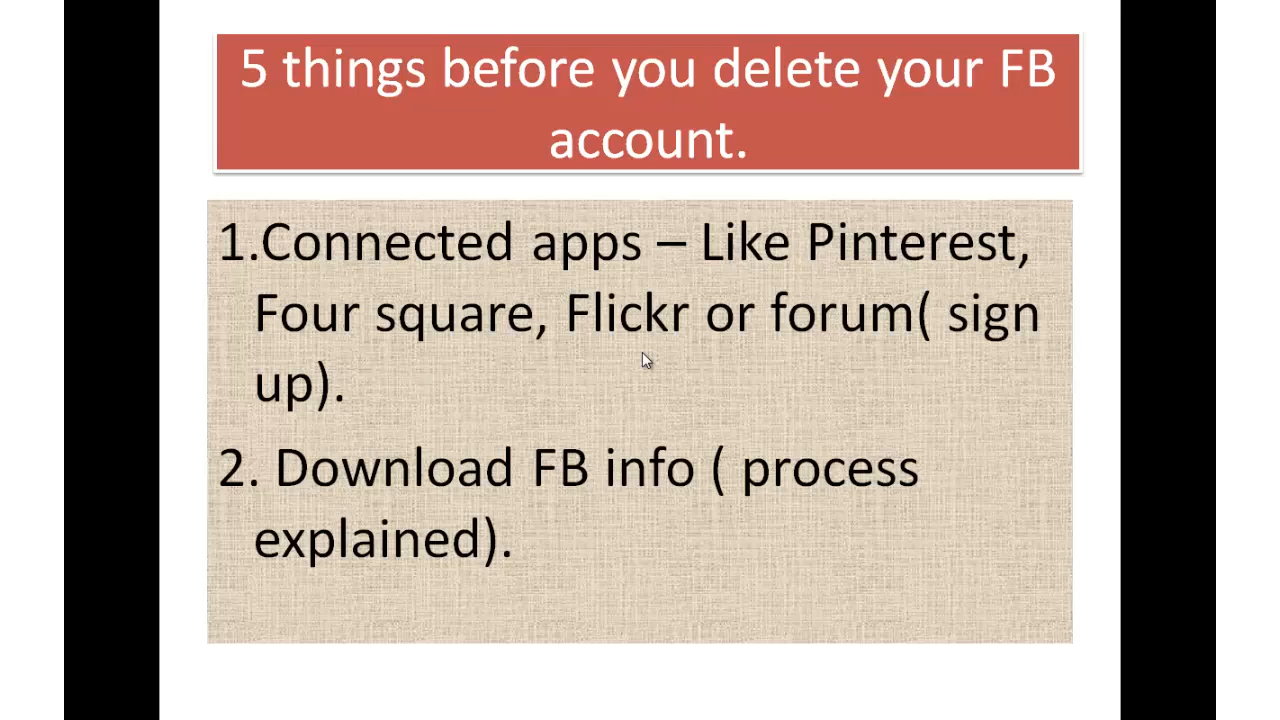 5 things before you delete your FB
account.
1.Connected apps – Like Pinterest,
Four square, Flickr or forum( sign
up).
2. Download FB info ( process
explained).